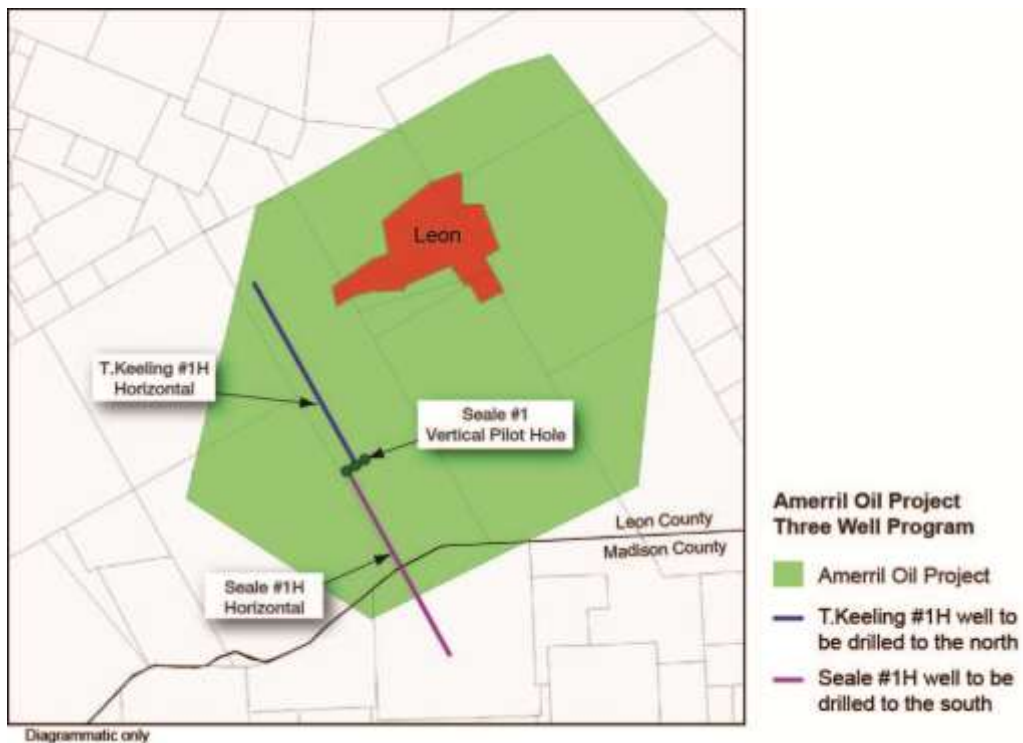 Leon
T.Keeling #1H
Horizontal
Seale #1
Vertical Pilot Hole
Seale #1H
Horizontal
Leon County
Madison County
Amerril Oil Project
Three Well Program
Amerril Oil Project
T.Keeling #1H well to
be drilled to the north
Seale #1H well to be
drilled to the south
Diagrammatic only